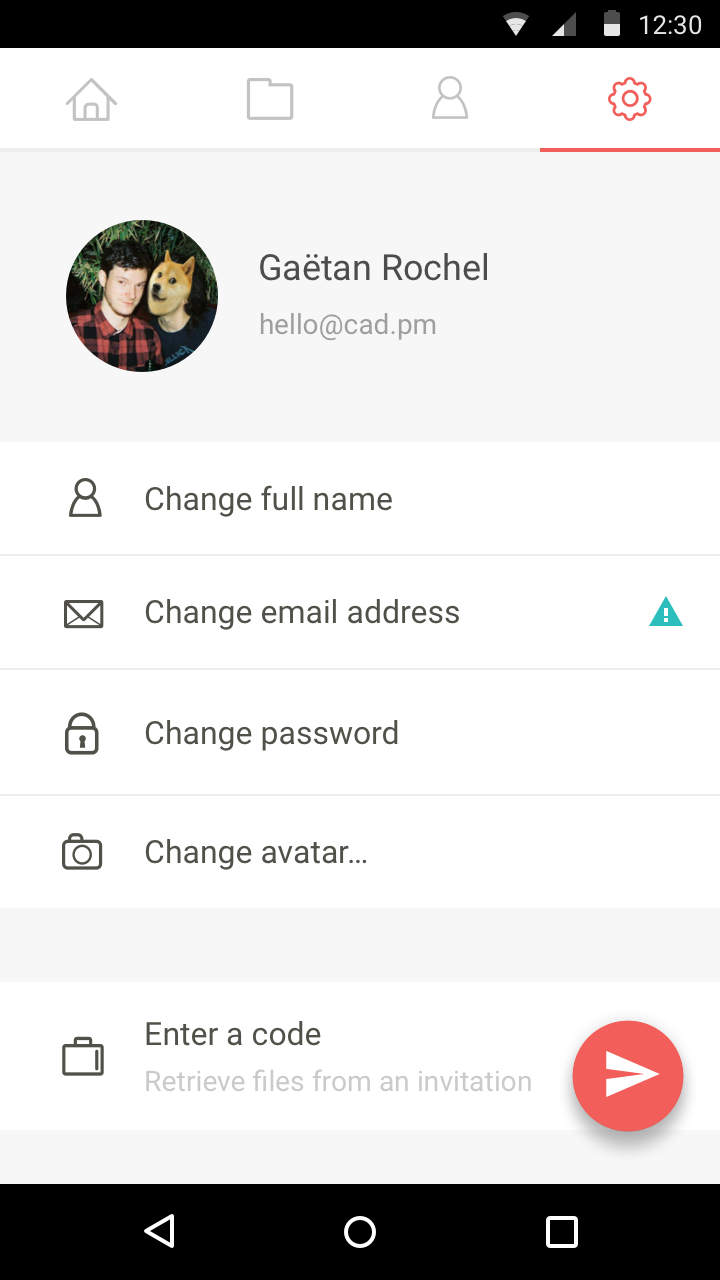 12:30
Gaëtan Rochel
hello@cad.pm
Change full name
Change email address
Change password
Change avatar…
Enter a code
Retrieve files from an invitation